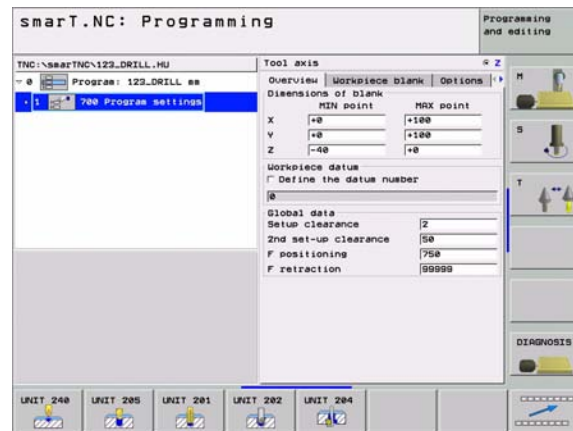 smarT.NC: Programming
Programming and editing
TNC:\smarTNC\123_DRILL.HU
0 Program: 123_DRILL mm
1 700 Program settings
Tool axis Z
Overview Workpiece blank Options
Dimensions of blank
MIN point MAX point
X +0 +100
Y +0 +100
Z -40 +0
Workpiece datum
Define the datum number
0
Global data
Setup clearance 2
2nd set-up clearance 50
F positioning 750
F retraction 99999
M
S
T
DIAGNOSIS
UNIT 240
UNIT 205
UNIT 201
UNIT 202
UNIT 204